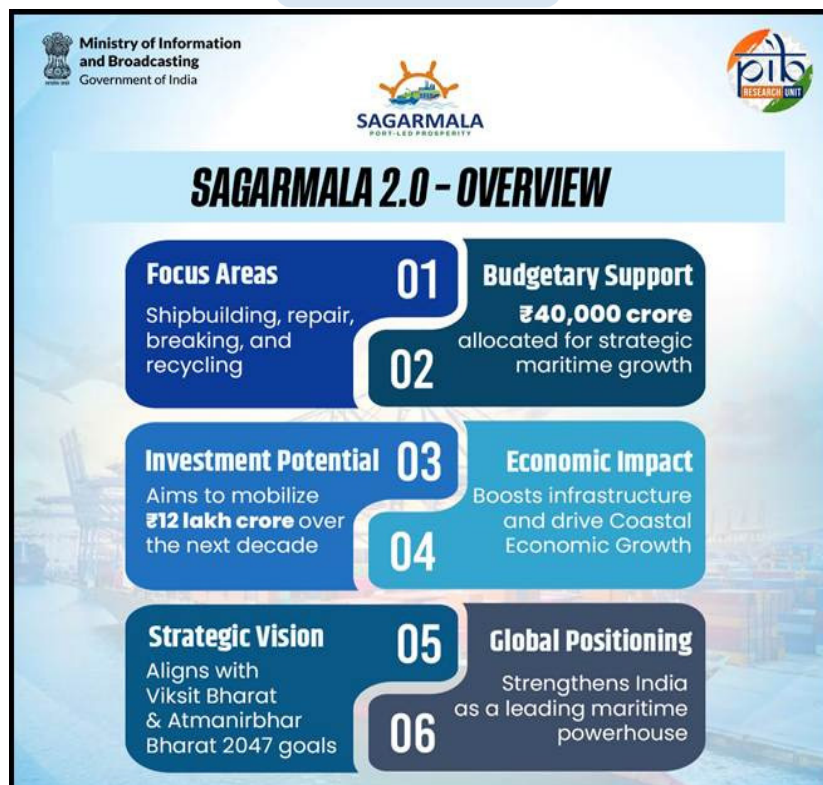 Ministry of Information
and Broadcasting
Government of India
pib
RESEARCH UNIT
SAGARMALA
PORT-LED PROSPERITY
SAGARMALA 2.0 - OVERVIEW
Focus Areas
Shipbuilding, repair,
breaking, and
recycling
01
02
Budgetary Support
₹40,000 crore
allocated for strategic
maritime growth
Investment Potential
Aims to mobilize
₹12 lakh crore over
the next decade
03
04
Economic Impact
Boosts infrastructure
and drive Coastal
Economic Growth
Strategic Vision
Aligns with
Viksit Bharat
& Atmanirbhar
Bharat 2047 goals
05
06
Global Positioning
Strengthens India
as a leading maritime
powerhouse